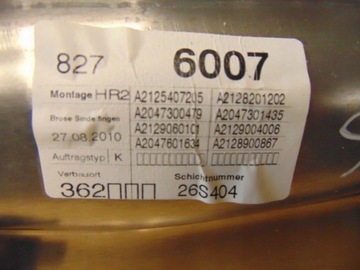 827 6007
Montage HR2 A2125407205 A2128201202
Brose Sindelfingen A2047300479 A2047301435
27.08.2010 A2129060101 A2129004006
Auftragstyp K A2047601634 A2128900867
Verbauort Schichtnummer
362 26S404